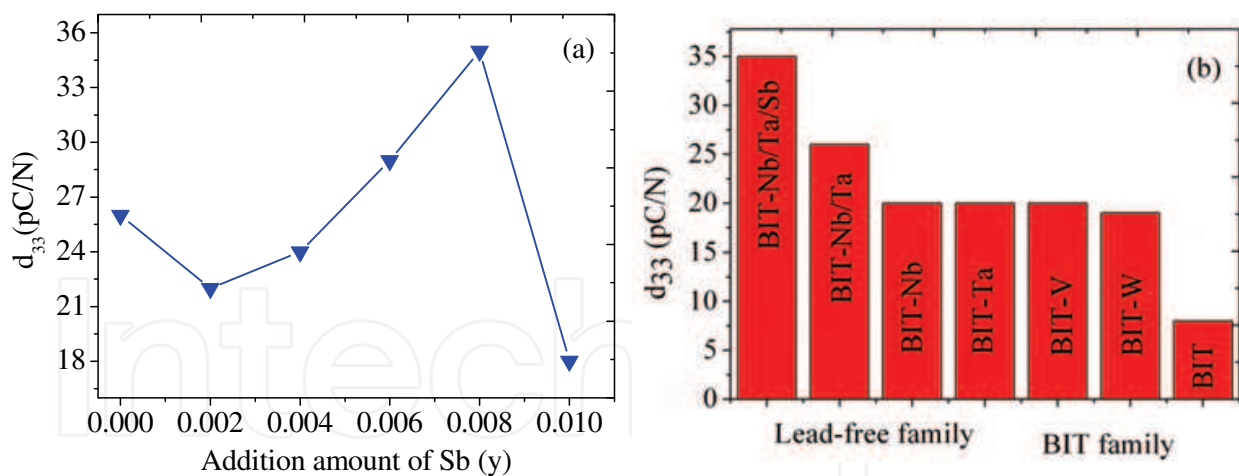 (a)
36
33
30
27
24
21
18
d33 (pC/N)
0.000 0.002 0.004 0.006 0.008 0.010
Addition amount of Sb (y)
Intech
(b)
35
30
25
20
15
10
5
0
d33 (pC/N)
BIT-Nb/Ta/Sb
BIT-Nb/Ta
BIT-Nb
BIT-Ta
BIT-V
BIT-W
BIT
Lead-free family BIT family